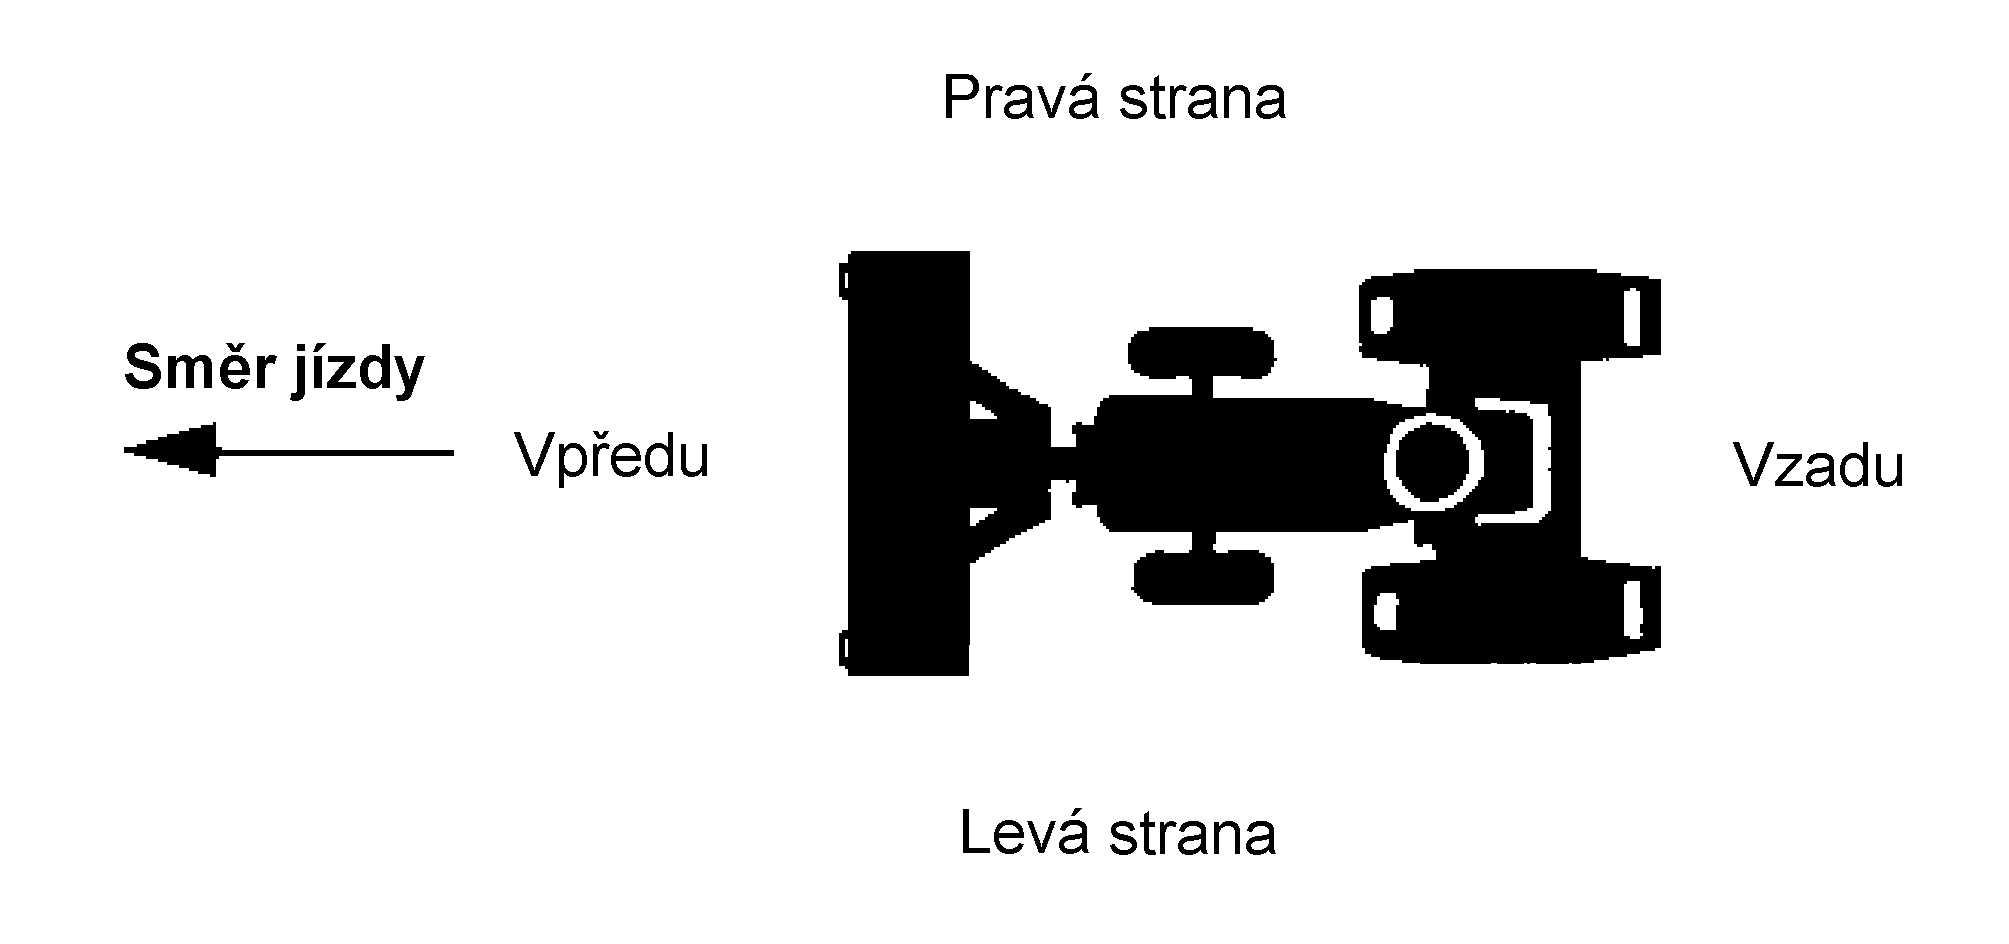 Pravá strana
Směr jízdy
Vpředu
Vzadu
Levá strana